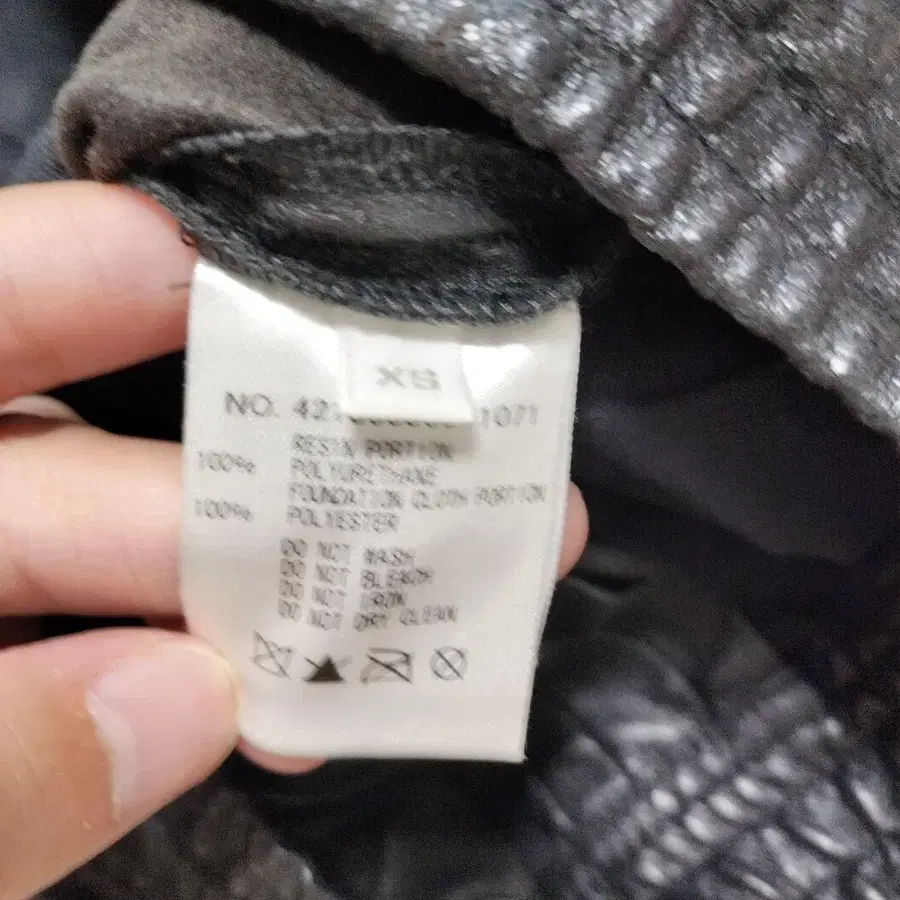 XS
NO. 42 1071
RESIN PORTION
100% POLYURETHANE
FOUNDATION CLOTH PORTION
100% POLYESTER
DO NOT WASH
DO NOT BLEACH
DO NOT IRON
DO NOT DRY CLEAN